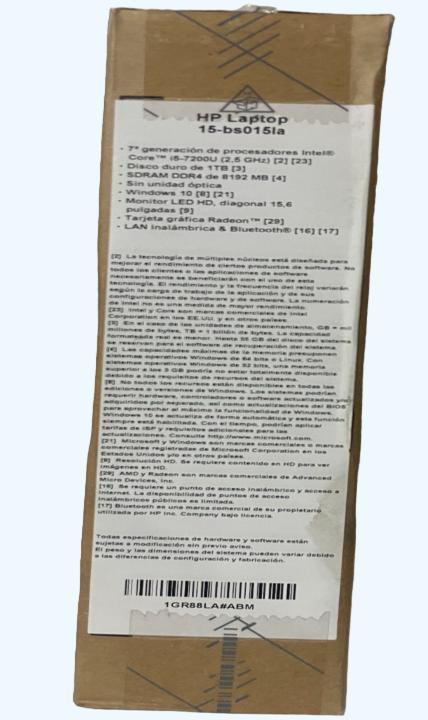 HP Laptop
15-bs015la
- 7ª generación de procesadores Intel®
Core™ i5-7200U (2,5 GHz) [2] [23]
- Disco duro de 1TB [3]
- SDRAM DDR4 de 8192 MB [4]
- Sin unidad óptica
- Windows 10 [8] [21]
- Monitor LED HD, diagonal 15,6
pulgadas [9]
- Tarjeta gráfica Radeon™ [29]
- LAN inalámbrica & Bluetooth® [16] [17]
[2] La tecnología de múltiples núcleos está diseñada para
mejorar el rendimiento de ciertos productos de software. No
todos los clientes o las aplicaciones de software
necesariamente se beneficiarán con el uso de esta
tecnología. El rendimiento y la frecuencia del reloj variarán
según la carga de trabajo de la aplicación y de sus
configuraciones de hardware y de software. La numeración
de Intel no es una medida de mayor rendimiento.
[23] Intel y Core son marcas comerciales de Intel
Corporation en los EE.UU. y en otros países.
[3] En el caso de las unidades de almacenamiento, GB = mil
millones de bytes, TB = 1 billón de bytes. La capacidad
formateada real es menor. Hasta 35 GB del disco del sistema
se reservan para el software de recuperación del sistema
[4] Las capacidades máximas de la memoria presuponen
sistemas operativos Windows de 64 bits o Linux. Con
sistemas operativos Windows de 32 bits, una memoria
superior a los 3 GB podría no estar totalmente disponible
debido a los requisitos de recursos del sistema.
[8] No todos los recursos están disponibles en todas las
ediciones o versiones de Windows. Los sistemas podrían
requerir hardware, controladores o software actualizados y/o
adquiridos por separado, así como actualizaciones del BIOS
para aprovechar al máximo la funcionalidad de Windows.
Windows 10 se actualiza de forma automática y esta función
siempre está habilitada. Con el tiempo, podrían aplicar
tarifas de ISP y requisitos adicionales para las
actualizaciones. Consulte http://www.microsoft.com.
[21] Microsoft y Windows son marcas comerciales o marcas
comerciales registradas de Microsoft Corporation en los
Estados Unidos y/o en otros países.
[9] Resolución HD. Se requiere contenido en HD para ver
imágenes en HD.
[29] AMD y Radeon son marcas comerciales de Advanced
Micro Devices, Inc.
[16] Se requiere un punto de acceso inalámbrico y acceso a
Internet. La disponibilidad de puntos de acceso
inalámbricos públicos es limitada.
[17] Bluetooth es una marca comercial de su propietario
utilizada por HP Inc. Company bajo licencia.
Todas especificaciones de hardware y software están
sujetas a modificación sin previo aviso.
El peso y las dimensiones del sistema pueden variar debido
a las diferencias de configuración y fabricación.
1GR88LA#ABM